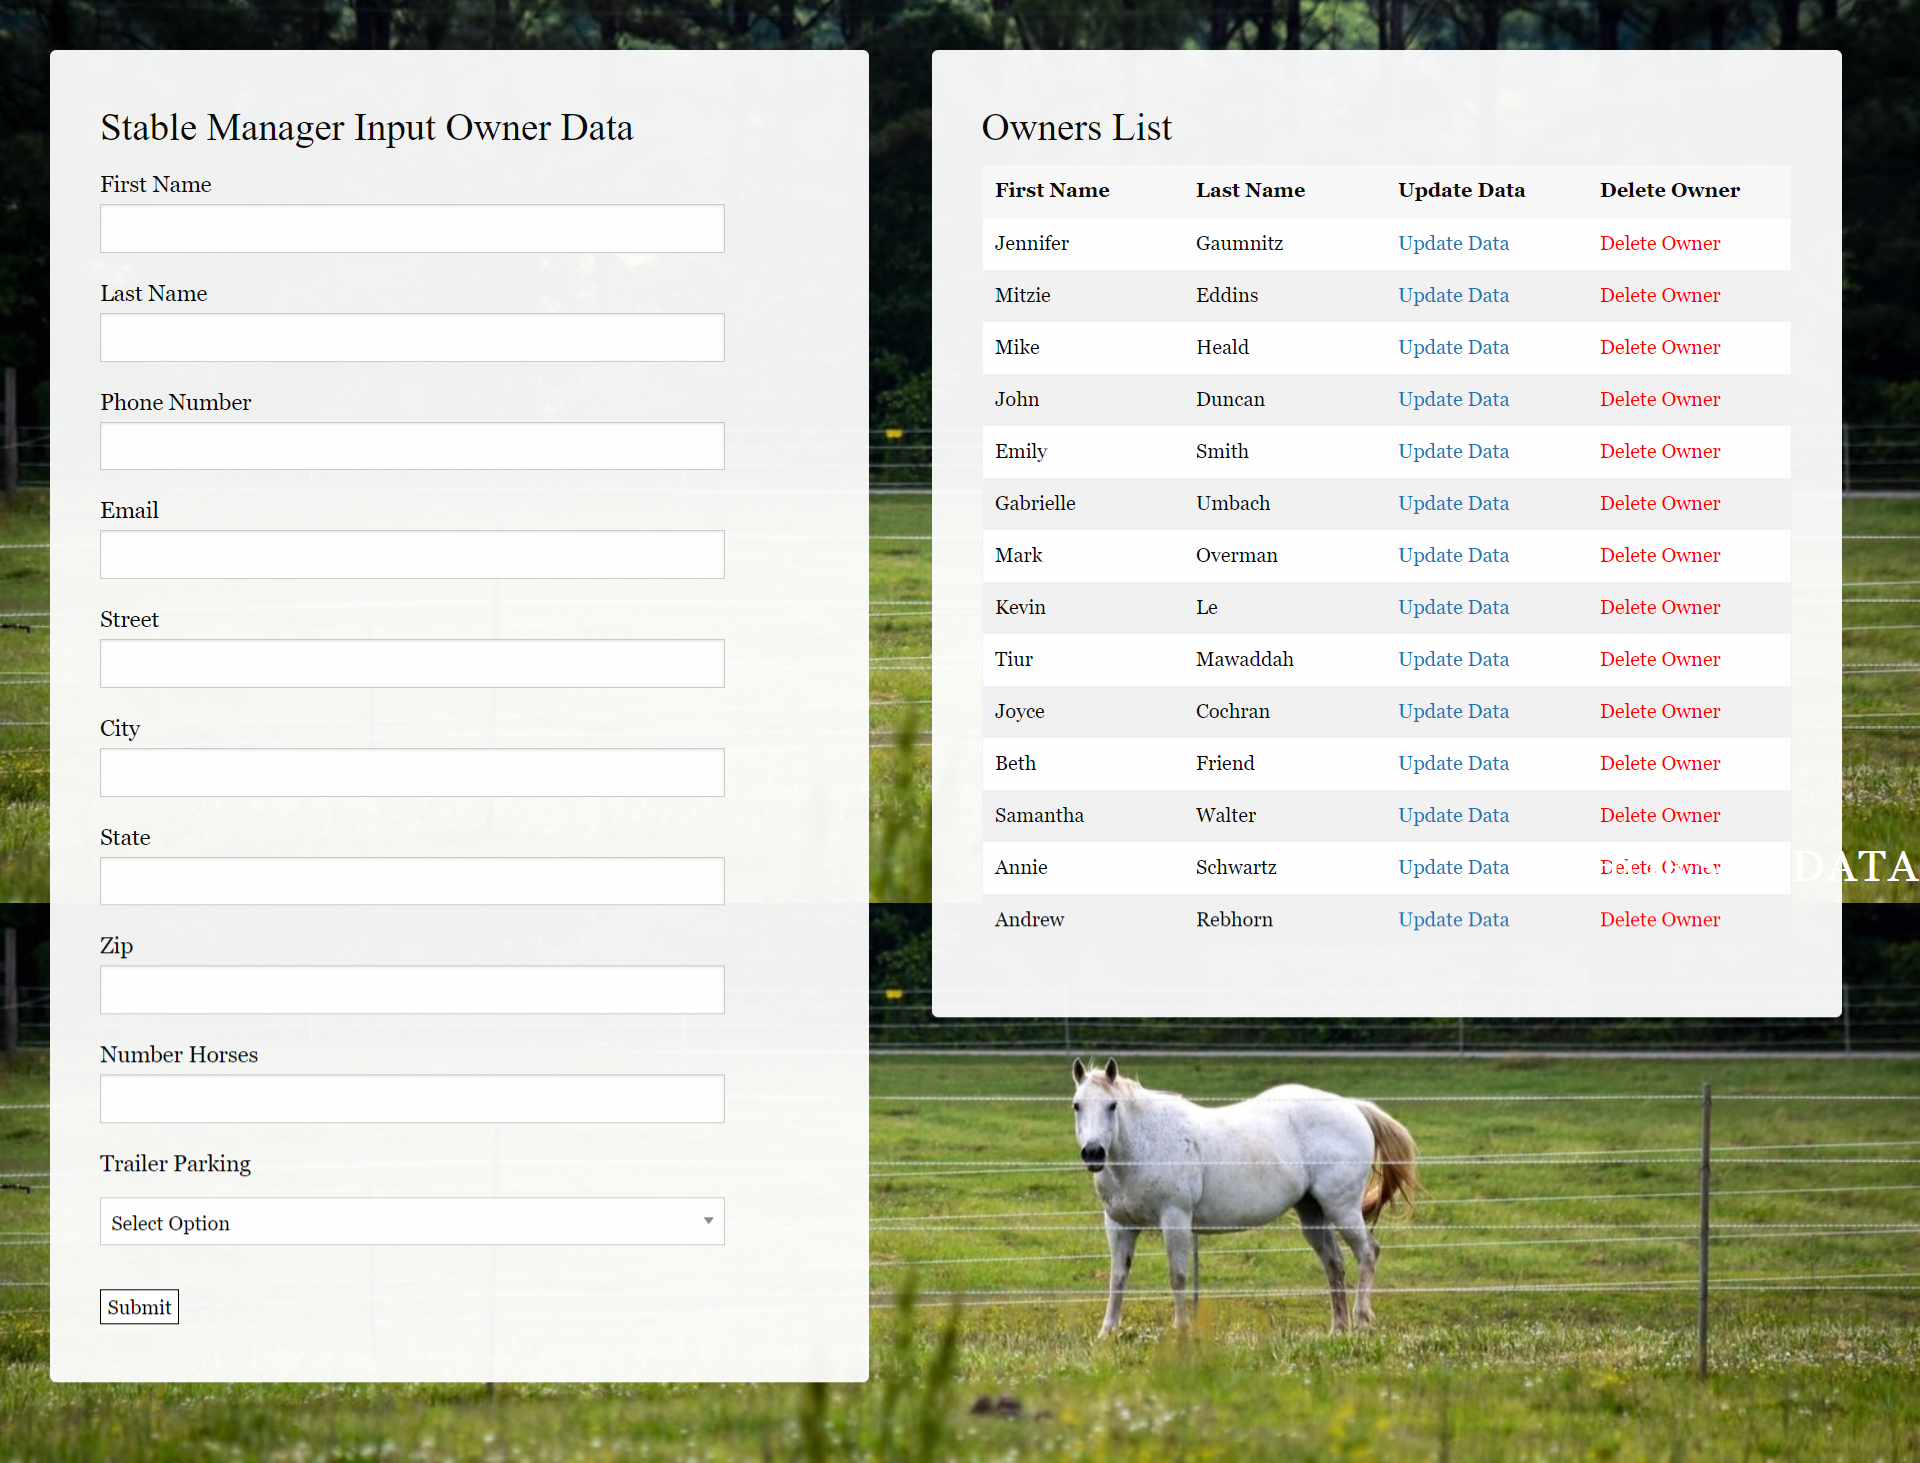 Stable Manager Input Owner Data
First Name
Last Name
Phone Number
Email
Street
City
State
Zip
Number Horses
Trailer Parking
Select Option
Submit
Owners List
First Name Last Name Update Data Delete Owner
Jennifer Gaumnitz Update Data Delete Owner
Mitzie Eddins Update Data Delete Owner
Mike Heald Update Data Delete Owner
John Duncan Update Data Delete Owner
Emily Smith Update Data Delete Owner
Gabrielle Umbach Update Data Delete Owner
Mark Overman Update Data Delete Owner
Kevin Le Update Data Delete Owner
Tiur Mawaddah Update Data Delete Owner
Joyce Cochran Update Data Delete Owner
Beth Friend Update Data Delete Owner
Samantha Walter Update Data Delete Owner
Annie Schwartz Update Data Delete Owner
DATA
Andrew Rebhorn Update Data Delete Owner